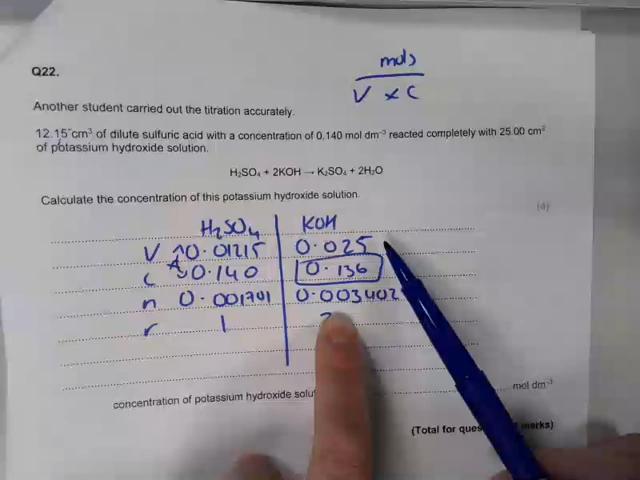 mols
Q22.
V x C
Another student carried out the titration accurately.
12.15 cm³ of dilute sulfuric acid with a concentration of 0.140 mol dm⁻³ reacted completely with 25.00 cm³
of potassium hydroxide solution.
H₂SO₄ + 2KOH → K₂SO₄ + 2H₂O
Calculate the concentration of this potassium hydroxide solution.
(4)
H₂SO₄ KOH
V 0.01215 0.025
c 0.140 0.136
n 0.001701 0.003402
r 1
concentration of potassium hydroxide mol dm⁻³
(Total for marks)